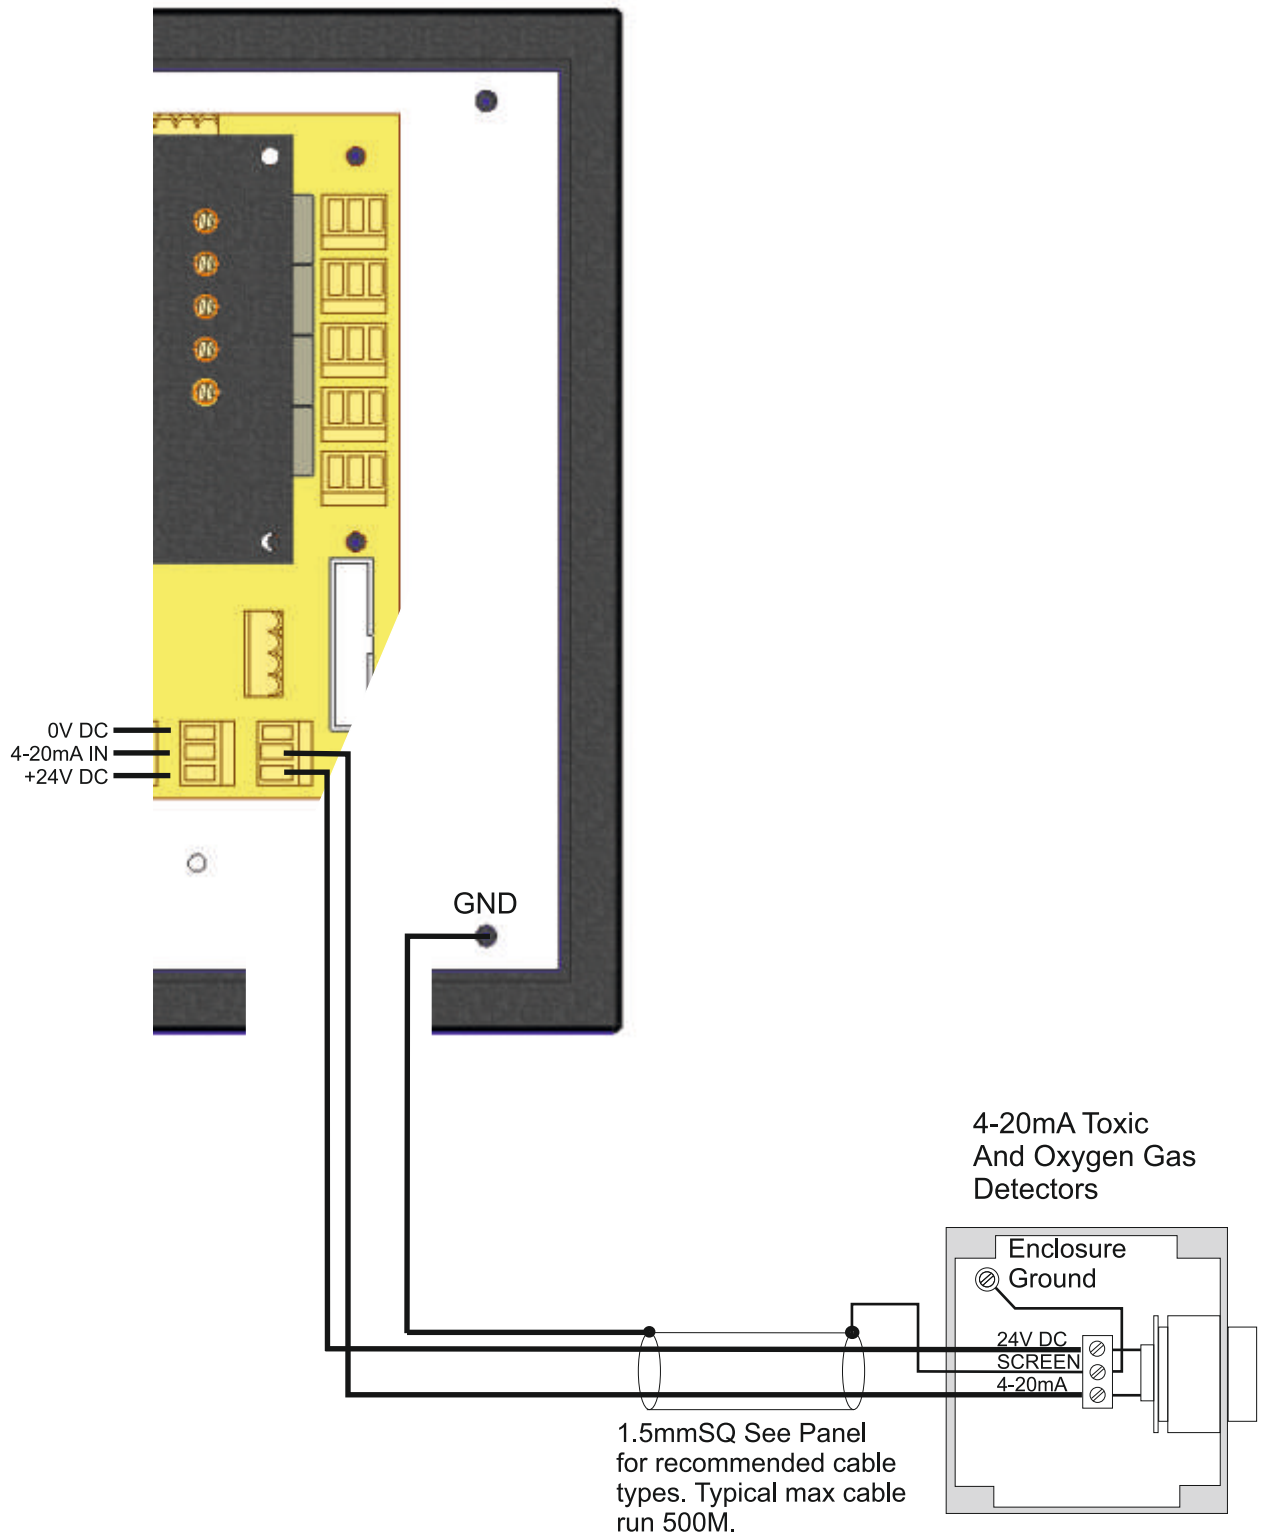 0V DC
4-20mA IN
+24V DC
GND
4-20mA Toxic
And Oxygen Gas
Detectors
Enclosure
Ground
24V DC
SCREEN
4-20mA
1.5mmSQ See Panel
for recommended cable
types. Typical max cable
run 500M.